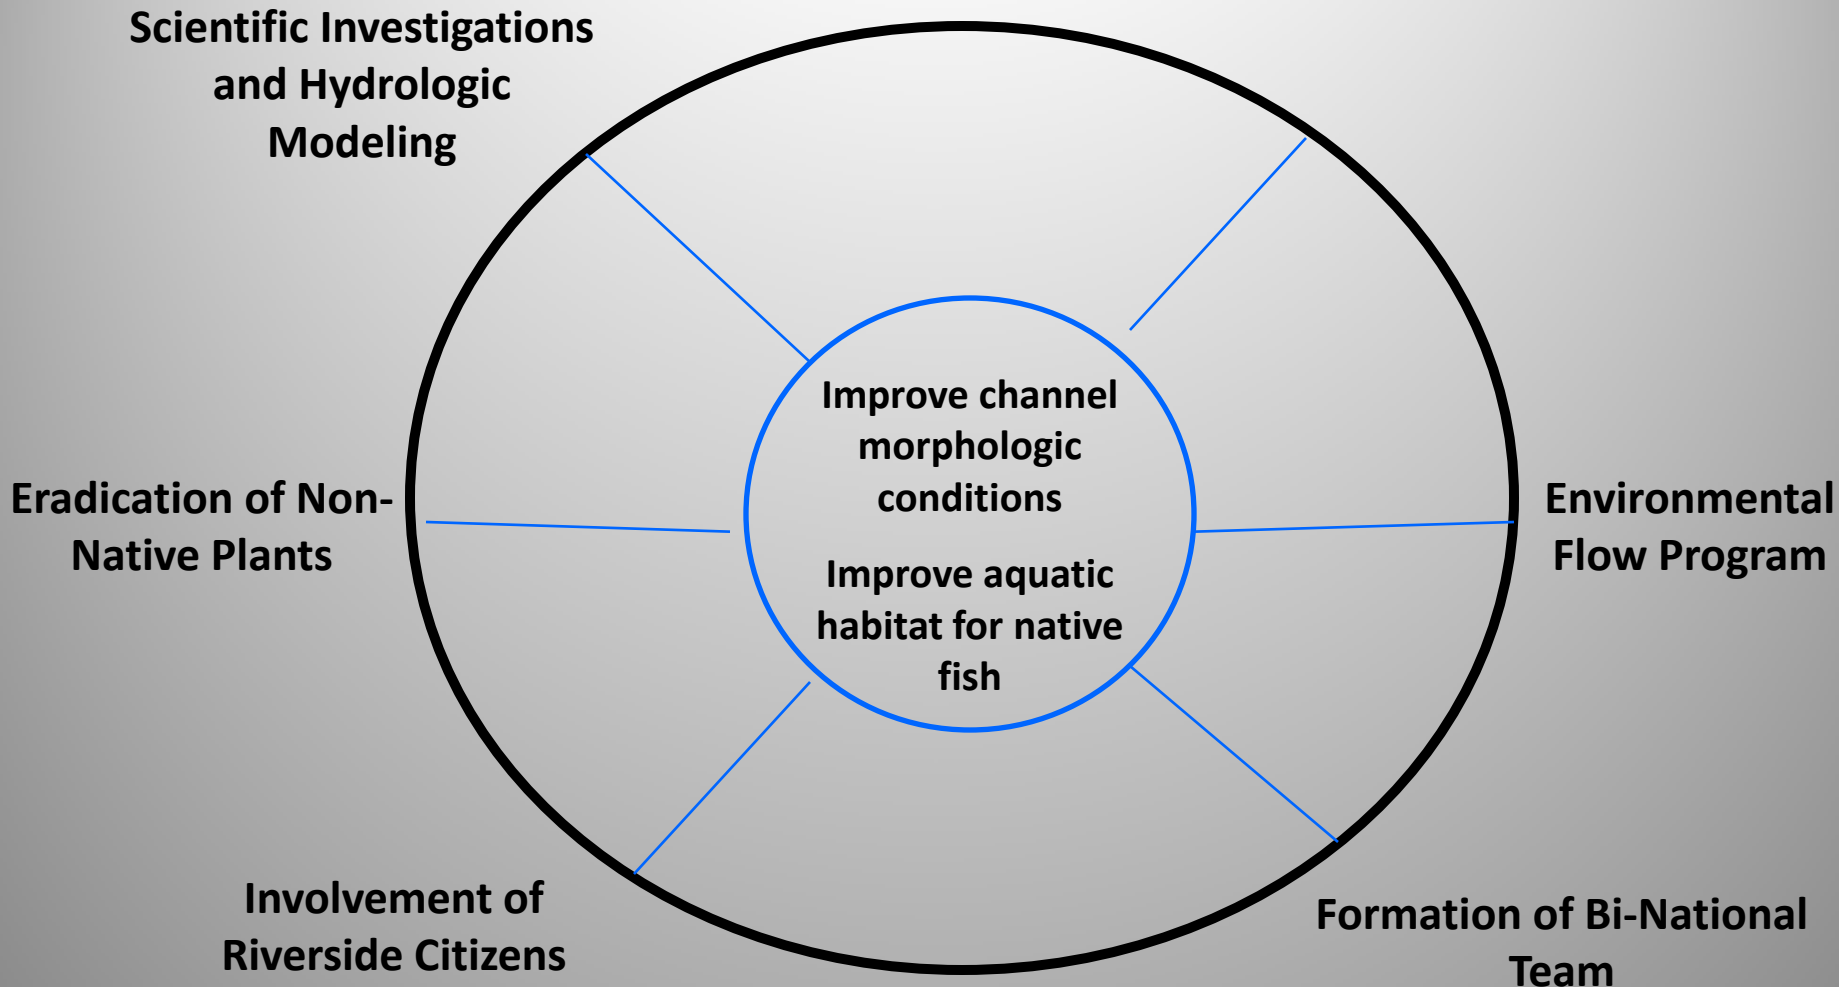 Scientific Investigations
and Hydrologic
Modeling
Improve channel
morphologic
conditions
Improve aquatic
habitat for native
fish
Eradication of Non-
Native Plants
Environmental
Flow Program
Involvement of
Riverside Citizens
Formation of Bi-National
Team